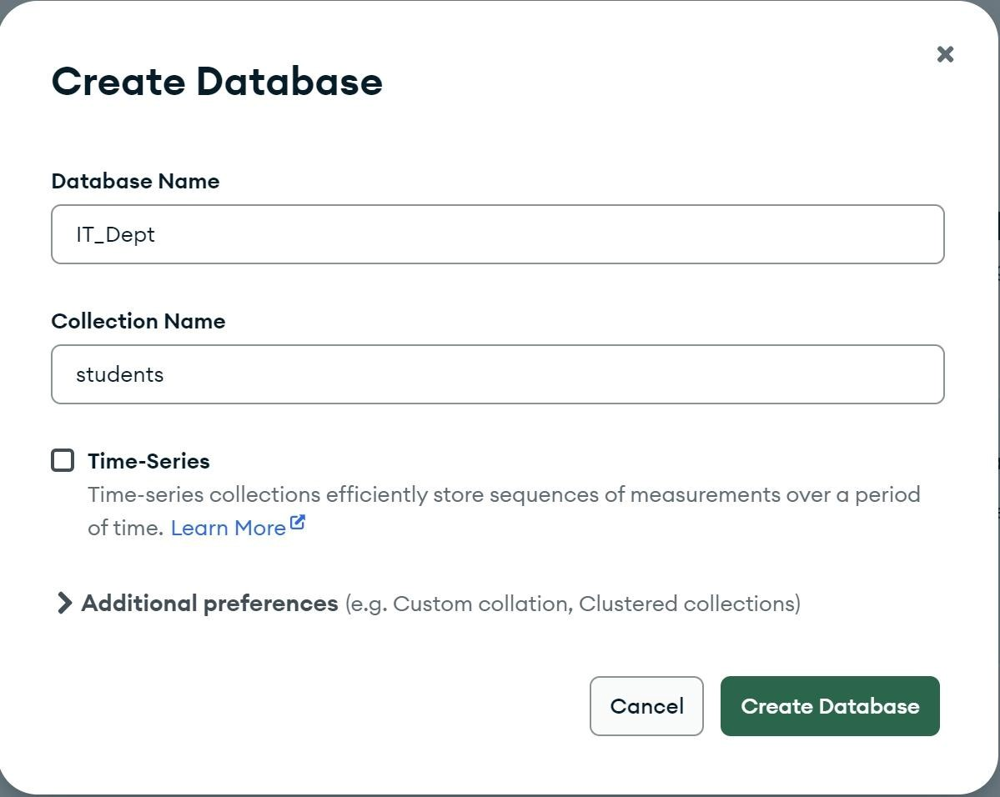 Create Database
Database Name
IT_Dept
Collection Name
students
Time-Series
Time-series collections efficiently store sequences of measurements over a period
of time. Learn More
Additional preferences (e.g. Custom collation, Clustered collections)
Cancel
Create Database